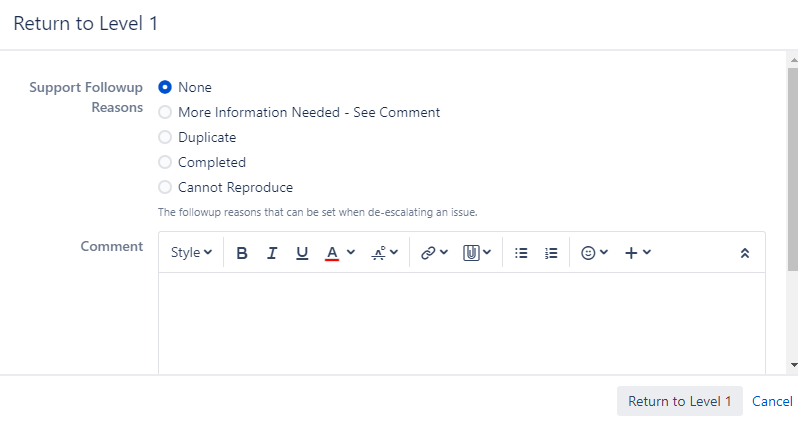 Return to Level 1
Support Followup
Reasons
None
More Information Needed - See Comment
Duplicate
Completed
Cannot Reproduce
The followup reasons that can be set when de-escalating an issue.
Comment
Style B I U A
Return to Level 1 Cancel